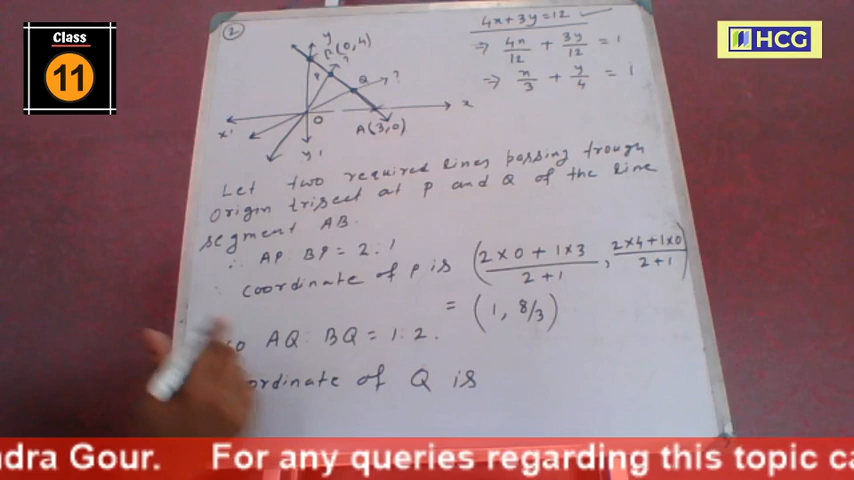 Class
11
HCG
2
4x+3y=12
⇒ 4x/12 + 3y/12 = 1
⇒ x/3 + y/4 = 1
y
B(0,4)
?
P
Q
?
x
x'
O
A(3,0)
y'
Let two required lines passing trough
origin trisect at P and Q of the line
segment AB.
∴ AP:BP = 2:1
∴ coordinate of P is (2×0+1×3/2+1, 2×4+1×0/2+1)
= (1, 8/3)
AQ:BQ = 1:2.
ordinate of Q is
ndra Gour. For any queries regarding this topic ca